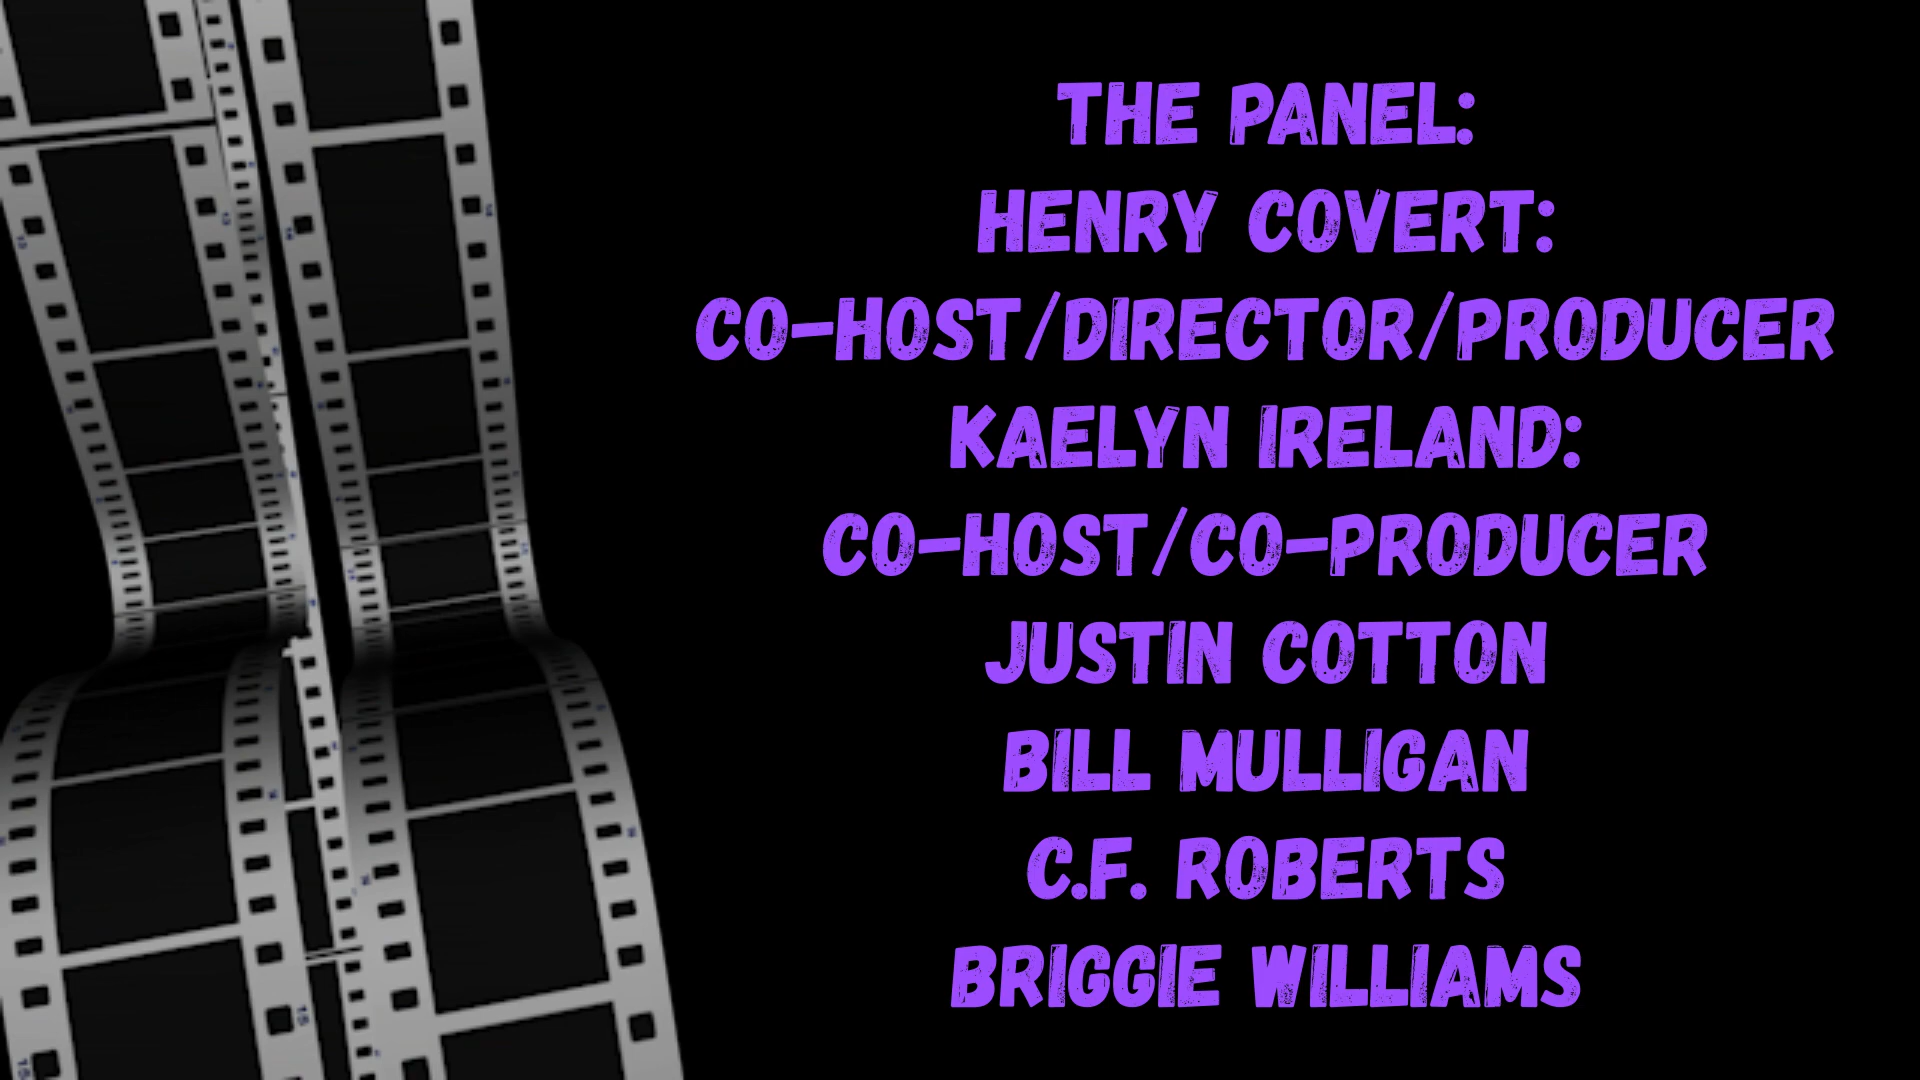 THE PANEL:
HENRY COVERT:
CO-HOST/DIRECTOR/PRODUCER
KAELYN IRELAND:
CO-HOST/CO-PRODUCER
JUSTIN COTTON
BILL MULLIGAN
C.F. ROBERTS
BRIGGIE WILLIAMS